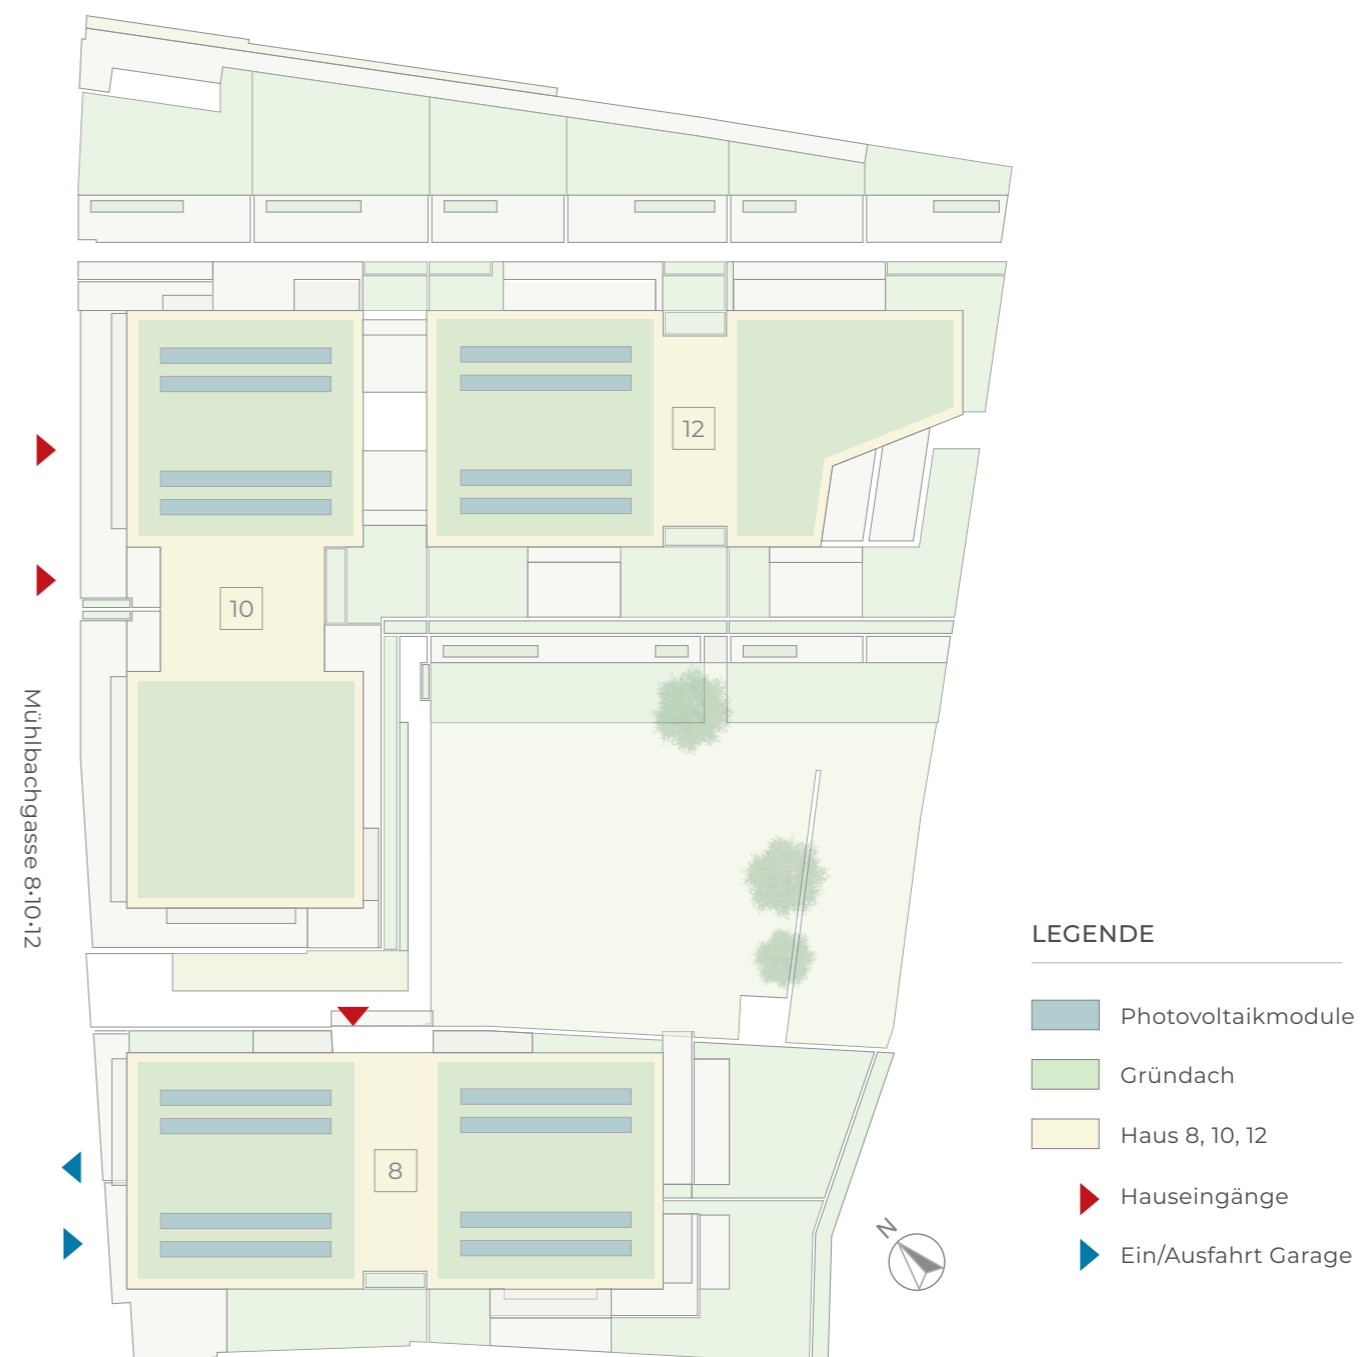 12
10
Mühlbachgasse 8·10·12
8
N
LEGENDE
Photovoltaikmodule
Gründach
Haus 8, 10, 12
Hauseingänge
Ein/Ausfahrt Garage